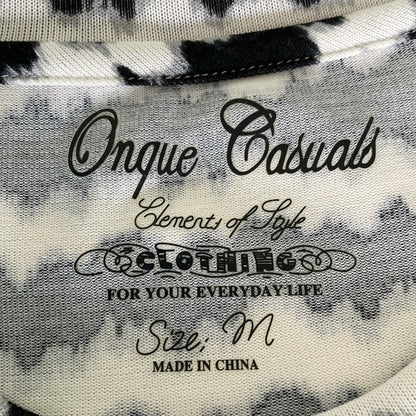 Onque Casuals
Elements of Style
CLOTHING
FOR YOUR EVERYDAY LIFE
Size; M
MADE IN CHINA